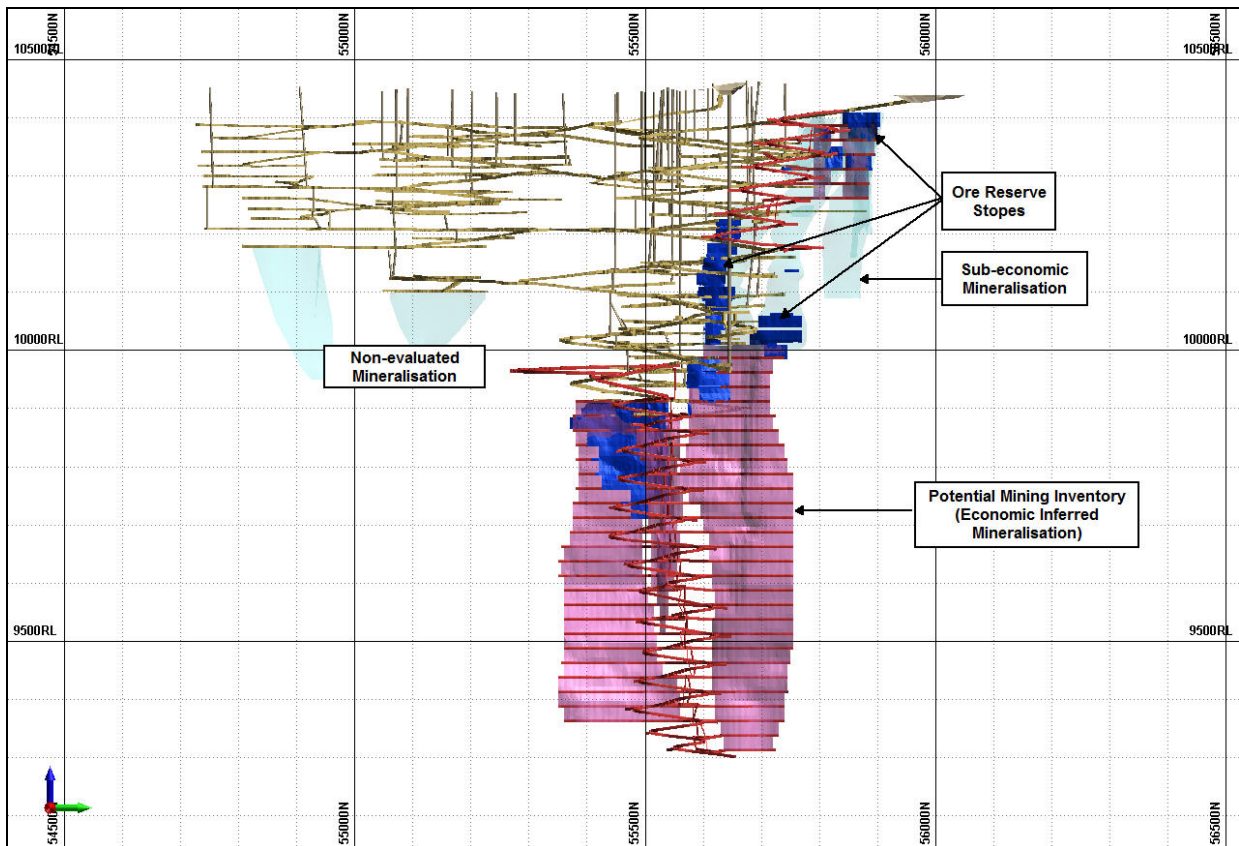 54500N
55000N
55500N
56000N
56500N
10500RL
10500RL
Ore Reserve
Stopes
Sub-economic
Mineralisation
10000RL
10000RL
Non-evaluated
Mineralisation
Potential Mining Inventory
(Economic Inferred
Mineralisation)
9500RL
9500RL
54500N
55000N
55500N
56000N
56500N